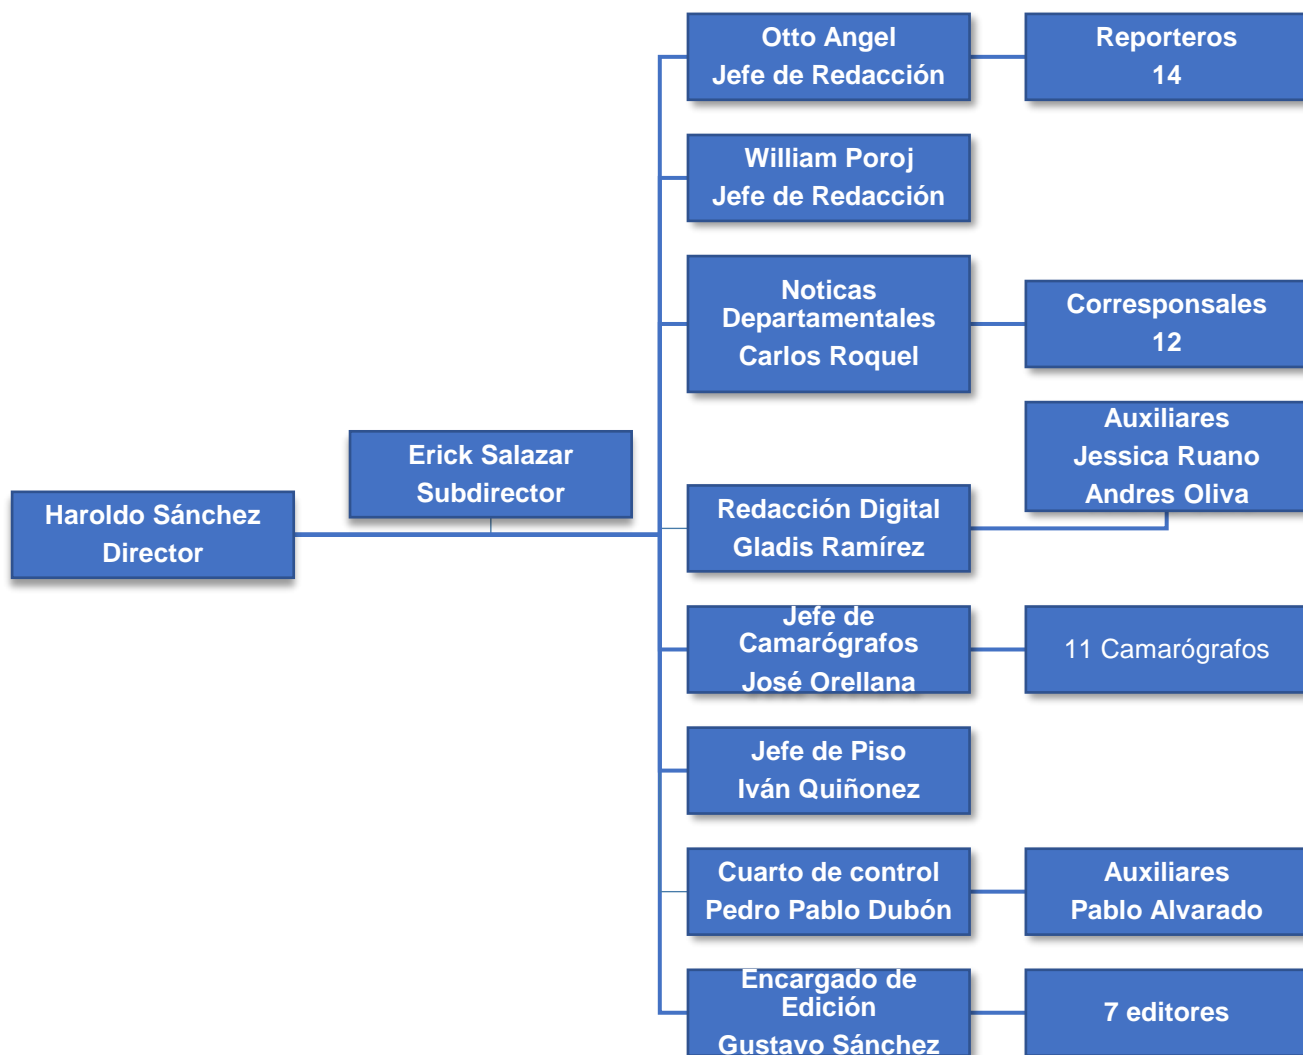 Haroldo Sánchez
Director
Erick Salazar
Subdirector
Otto Angel
Jefe de Redacción
Reporteros
14
William Poroj
Jefe de Redacción
Noticas
Departamentales
Carlos Roquel
Corresponsales
12
Redacción Digital
Gladis Ramírez
Auxiliares
Jessica Ruano
Andres Oliva
Jefe de
Camarógrafos
José Orellana
11 Camarógrafos
Jefe de Piso
Iván Quiñonez
Cuarto de control
Pedro Pablo Dubón
Auxiliares
Pablo Alvarado
Encargado de
Edición
Gustavo Sánchez
7 editores